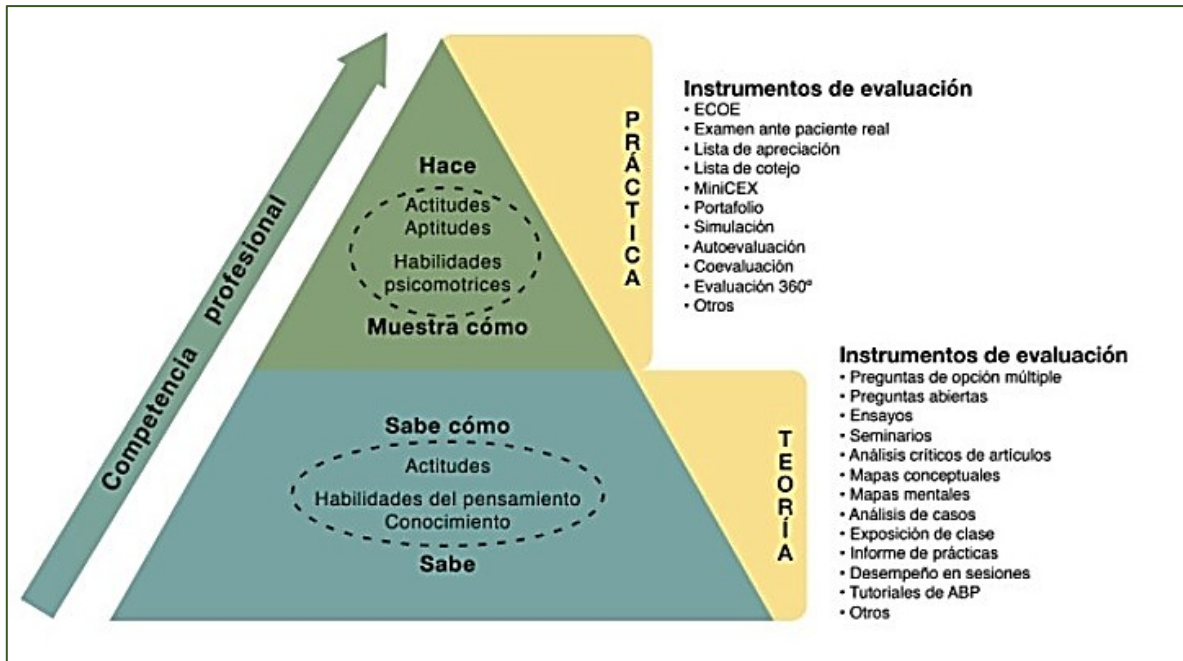 Competencia profesional
Hace
Actitudes
Aptitudes
Habilidades
psicomotrices
Muestra cómo
Sabe cómo
Actitudes
Habilidades del pensamiento
Conocimiento
Sabe
PRÁCTICA
Instrumentos de evaluación
• ECOE
• Examen ante paciente real
• Lista de apreciación
• Lista de cotejo
• MiniCEX
• Portafolio
• Simulación
• Autoevaluación
• Coevaluación
• Evaluación 360º
• Otros
TEORÍA
Instrumentos de evaluación
• Preguntas de opción múltiple
• Preguntas abiertas
• Ensayos
• Seminarios
• Análisis críticos de artículos
• Mapas conceptuales
• Mapas mentales
• Análisis de casos
• Exposición de clase
• Informe de prácticas
• Desempeño en sesiones
• Tutoriales de ABP
• Otros